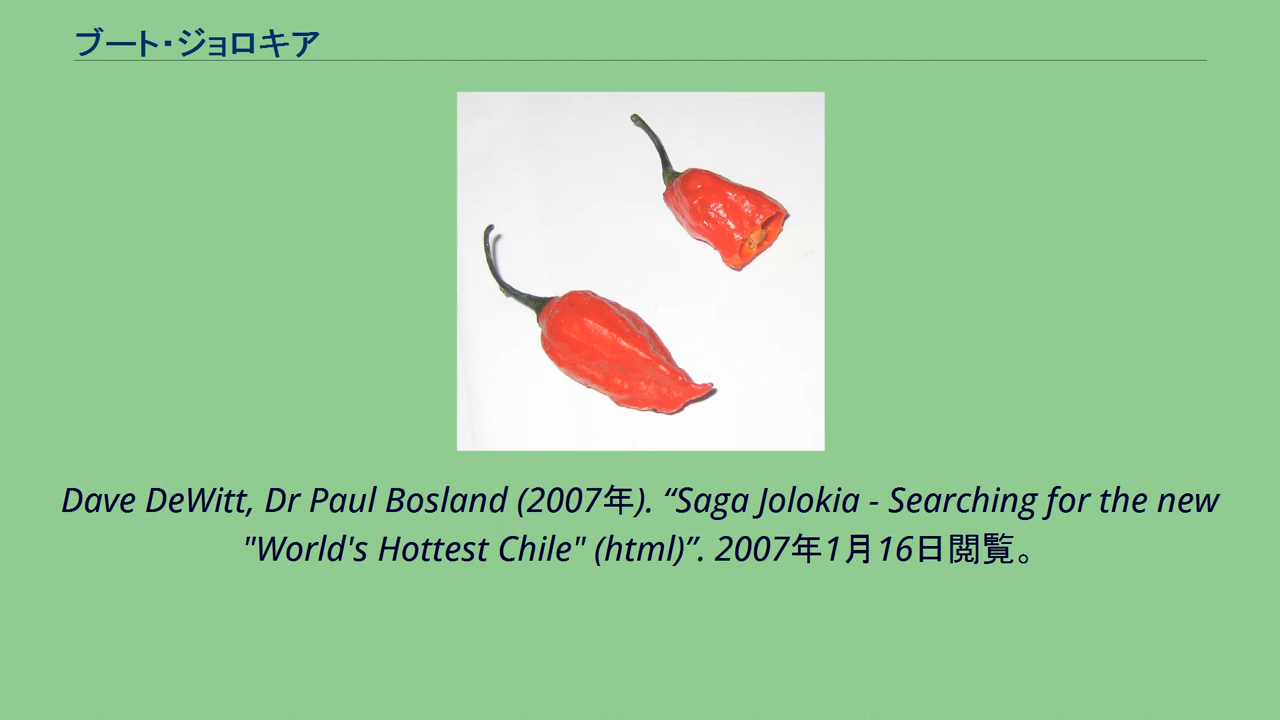 ブート・ジョロキア
Dave DeWitt, Dr Paul Bosland (2007年). “Saga Jolokia - Searching for the new
"World's Hottest Chile" (html)”. 2007年1月16日閲覧。